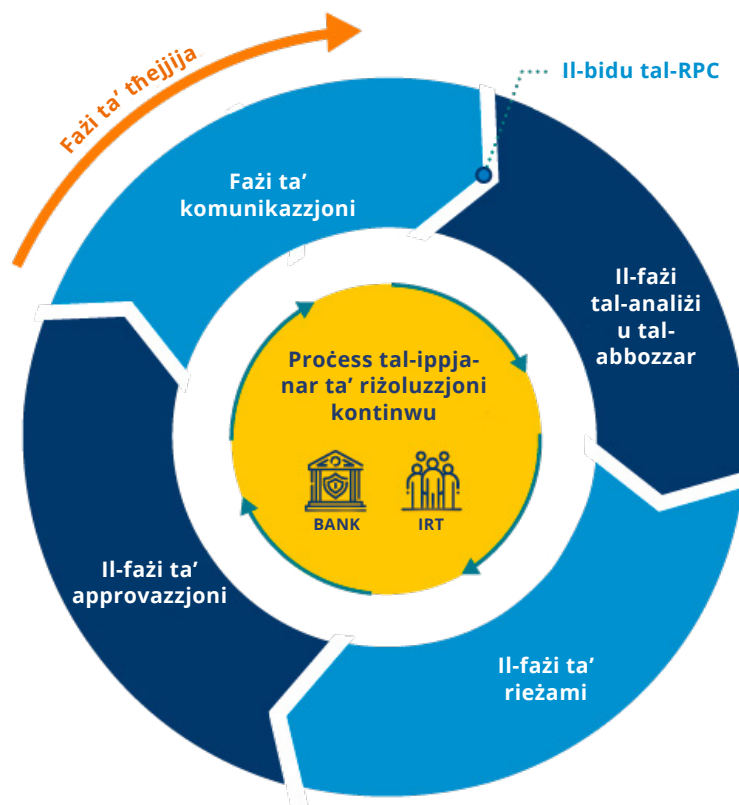 Fażi ta’ tħejjija
Il-bidu tal-RPC
Fażi ta’
komunikazzjoni
Il-fażi
tal-analiżi
u tal-
abbozzar
Proċess tal-ippja-
nar ta’ riżoluzzjoni
kontinwu
BANK
IRT
Il-fażi ta’
approvazzjoni
Il-fażi ta’
rieżami